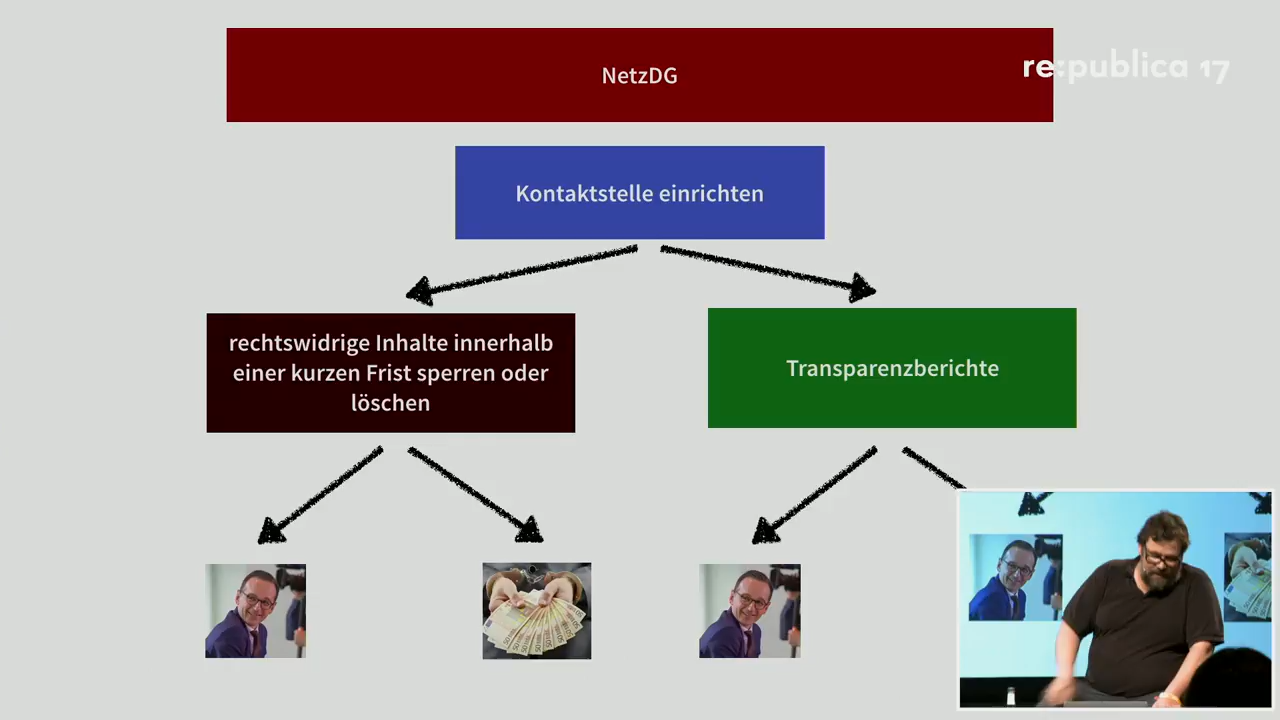 NetzDG
re:publica 17
Kontaktstelle einrichten
rechtswidrige Inhalte innerhalb
einer kurzen Frist sperren oder
löschen
Transparenzberichte